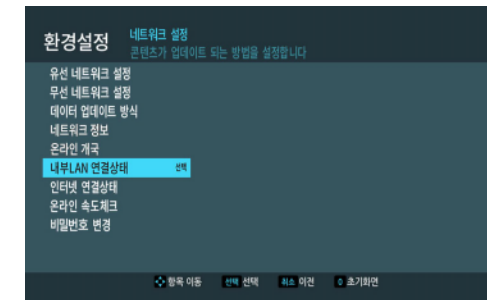 환경설정
네트워크 설정
콘텐츠가 업데이트 되는 방법을 설정합니다
유선 네트워크 설정
무선 네트워크 설정
데이터 업데이트 방식
네트워크 정보
온라인 개국
내부LAN 연결상태 선택
인터넷 연결상태
온라인 속도체크
비밀번호 변경
항목 이동 선택 선택 취소 이전 0 초기화면